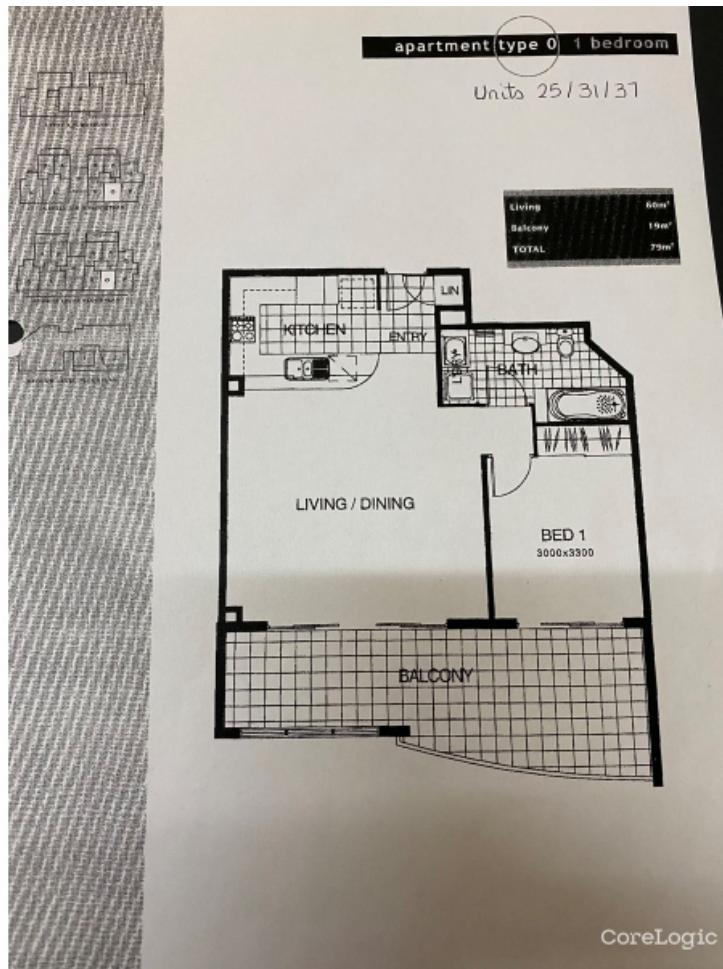 apartment type 0 1 bedroom
Units 25/31/37
Living 60m²
Balcony 19m²
TOTAL 79m²
LIN
KITCHEN
ENTRY
L'DRY
BATH
LIVING / DINING
BED 1
3000x3300
BALCONY
CoreLogic